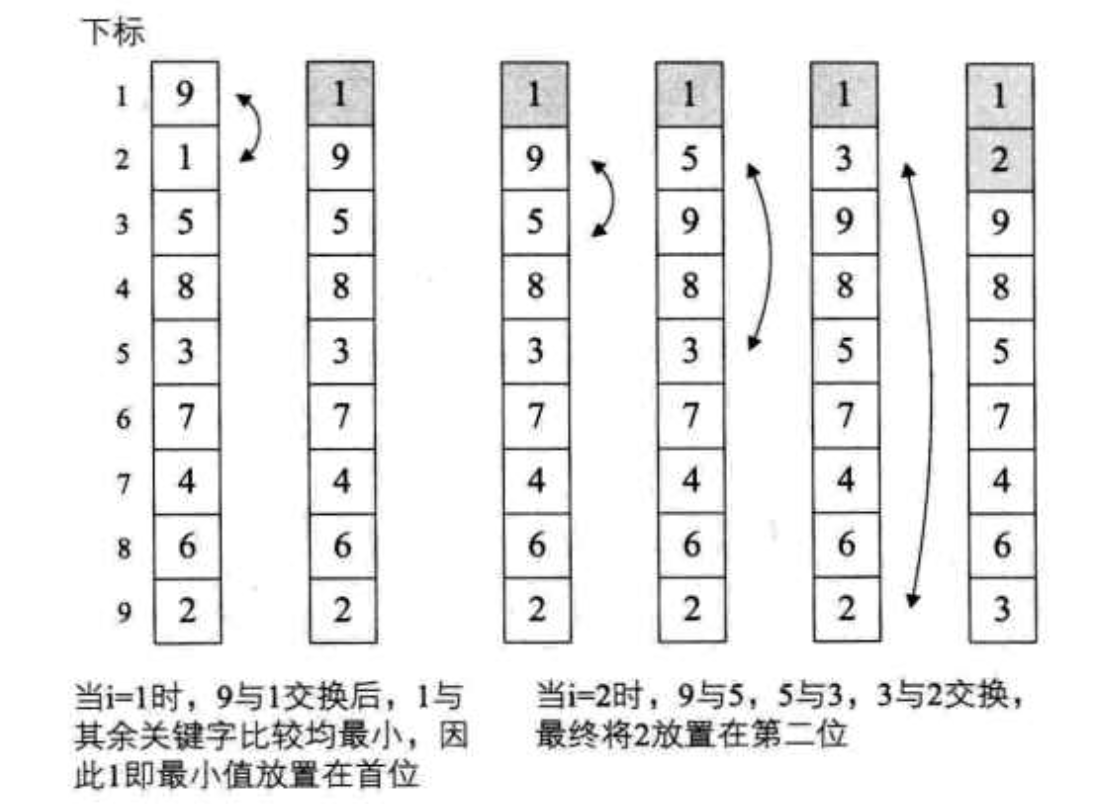 下标
1 9 1 1 1 1 1
2 1 9 9 5 3 2
3 5 5 5 9 9 9
4 8 8 8 8 8 8
5 3 3 3 3 5 5
6 7 7 7 7 7 7
7 4 4 4 4 4 4
8 6 6 6 6 6 6
9 2 2 2 2 2 3
当i=1时，9与1交换后，1与
其余关键字比较均最小，因
此1即最小值放置在首位
当i=2时，9与5，5与3，3与2交换，
最终将2放置在第二位